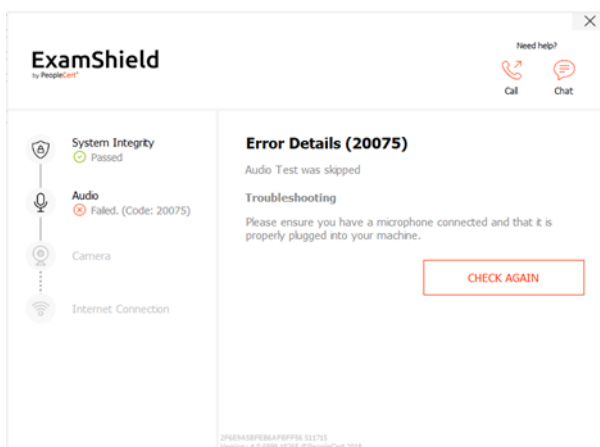 Need help?
ExamShield
by PeopleCert
Call
Chat
System Integrity
Passed
Audio
Failed. (Code: 20075)
Camera
Internet Connection
Error Details (20075)
Audio Test was skipped
Troubleshooting
Please ensure you have a microphone connected and that it is
properly plugged into your machine.
CHECK AGAIN